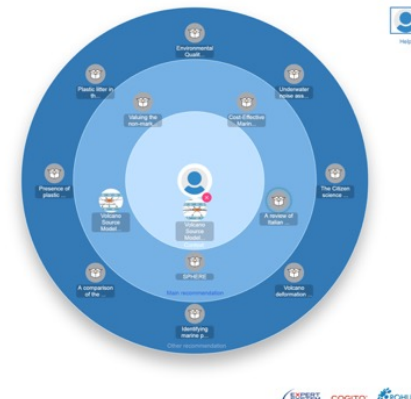 Help
Environmental
Qualit...
Plastic litter in
th...
Underwater
noise ass...
Valuing the
non-mark...
Cost-Effective
Marin...
Presence of
plastic ...
The Citizen
science ...
Volcano
Source
Model ...
Volcano
Source
Model ...
A review of
Italian ...
SPHERE
A comparison
of the ...
Volcano
deformation ...
Main recommendation
Identifying
marine p...
Other recommendation
EXPERT
SYSTEM
COGITO